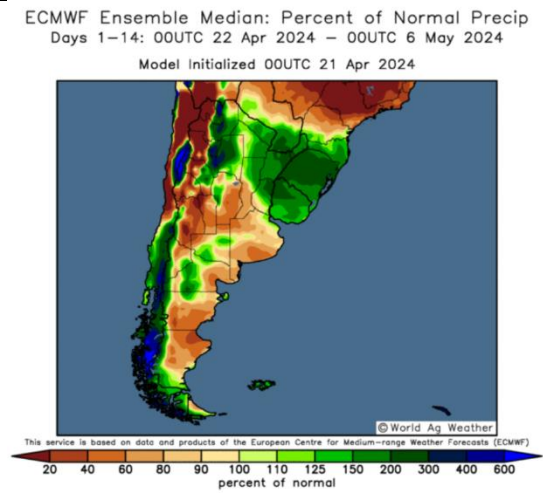 ECMWF Ensemble Median: Percent of Normal Precip
Days 1-14: 00UTC 22 Apr 2024 - 00UTC 6 May 2024
Model Initialized 00UTC 21 Apr 2024
© World Ag Weather
This service is based on data and products of the European Centre for Medium-range Weather Forecasts (ECMWF)
20 40 60 80 90 100 110 125 150 200 300 400 600
percent of normal